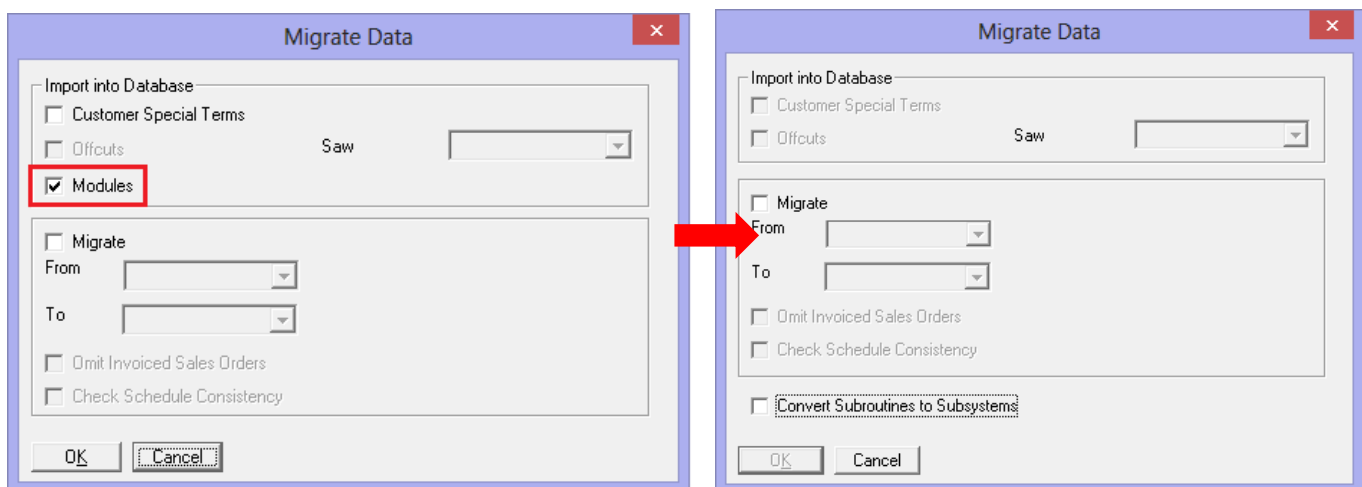 Migrate Data
Import into Database
Customer Special Terms
Offcuts Saw
Modules
Migrate
From
To
Omit Invoiced Sales Orders
Check Schedule Consistency
OK Cancel
Migrate Data
Import into Database
Customer Special Terms
Offcuts Saw
Migrate
From
To
Omit Invoiced Sales Orders
Check Schedule Consistency
Convert Subroutines to Subsystems
OK Cancel